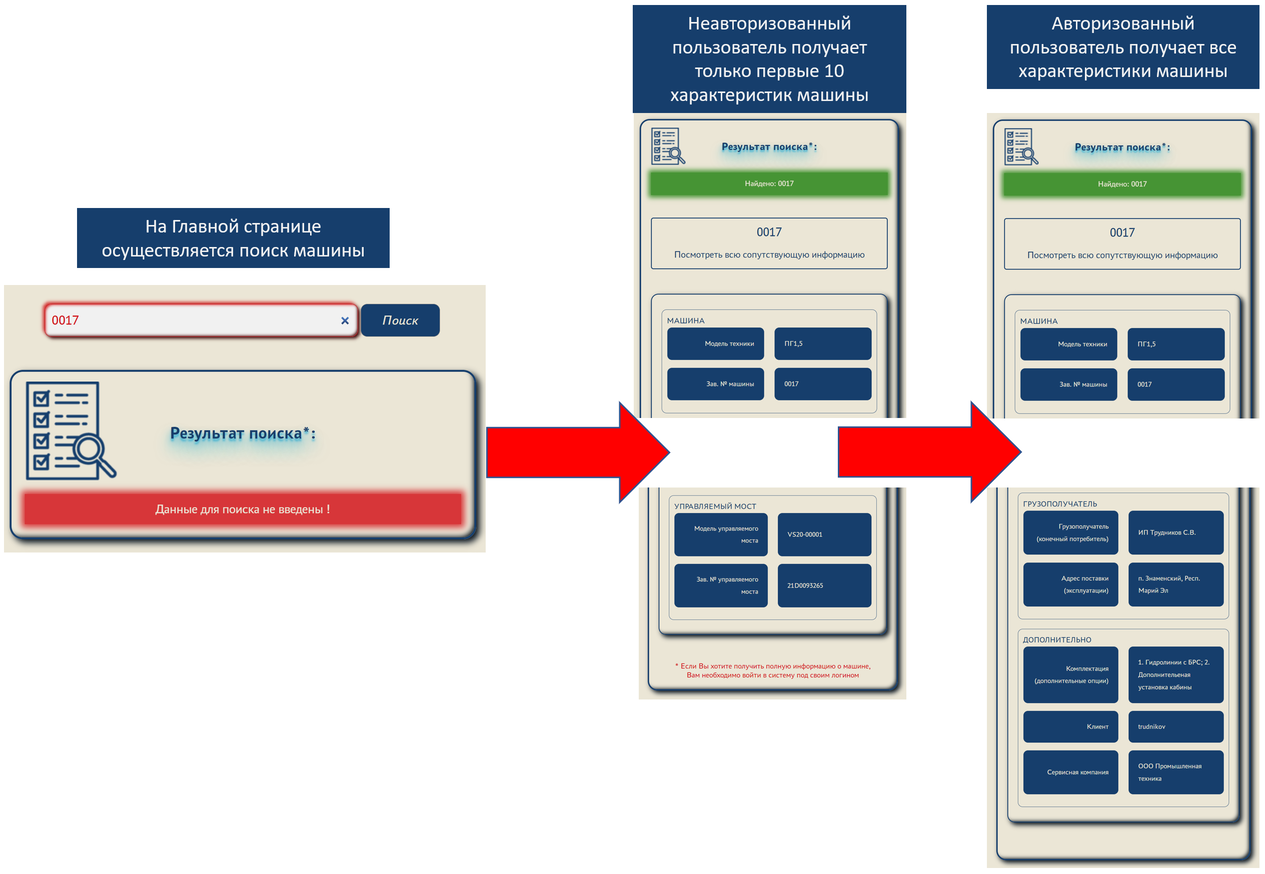 На Главной странице
осуществляется поиск машины
0017
×
Поиск
Результат поиска*:
Данные для поиска не введены !
Неавторизованный
пользователь получает
только первые 10
характеристик машины
Результат поиска*:
Найдено: 0017
0017
Посмотреть всю сопутствующую информацию
МАШИНА
Модель техники
ПГ1,5
Зав. № машины
0017
УПРАВЛЯЕМЫЙ МОСТ
Модель управляемого
моста
VS20-00001
Зав. № управляемого
моста
21D0093265
* Если Вы хотите получить полную информацию о машине,
Вам необходимо войти в систему под своим логином
Авторизованный
пользователь получает все
характеристики машины
Результат поиска*:
Найдено: 0017
0017
Посмотреть всю сопутствующую информацию
МАШИНА
Модель техники
ПГ1,5
Зав. № машины
0017
ГРУЗОПОЛУЧАТЕЛЬ
Грузополучатель
(конечный потребитель)
ИП Трудников С.В.
Адрес поставки
(эксплуатации)
п. Знаменский, Респ.
Марий Эл
ДОПОЛНИТЕЛЬНО
Комплектация
(дополнительные опции)
1. Гидролинии с БРС; 2.
Дополнительеная
установка кабины
Клиент
trudnikov
Сервисная компания
ООО Промышленная
техника